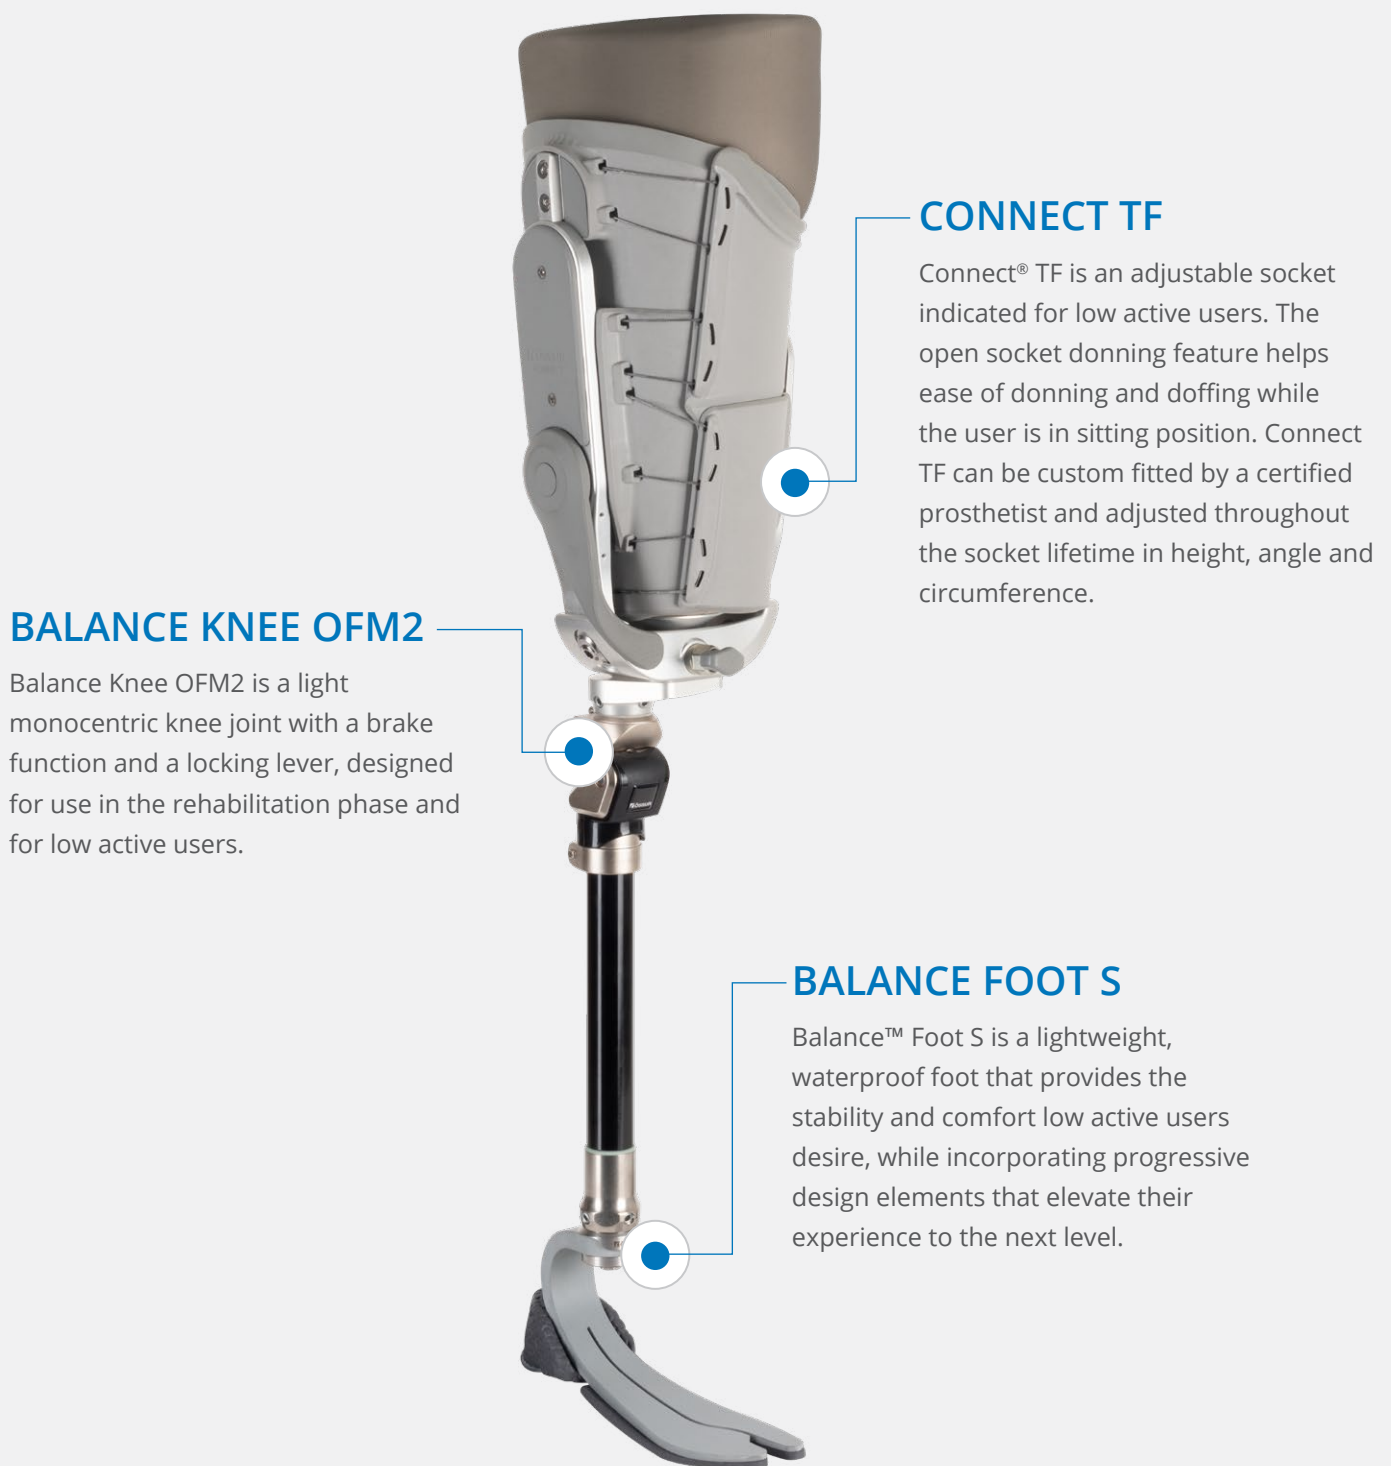 CONNECT TF
Connect® TF is an adjustable socket
indicated for low active users. The
open socket donning feature helps
ease of donning and doffing while
the user is in sitting position. Connect
TF can be custom fitted by a certified
prosthetist and adjusted throughout
the socket lifetime in height, angle and
circumference.
BALANCE KNEE OFM2
Balance Knee OFM2 is a light
monocentric knee joint with a brake
function and a locking lever, designed
for use in the rehabilitation phase and
for low active users.
BALANCE FOOT S
Balance™ Foot S is a lightweight,
waterproof foot that provides the
stability and comfort low active users
desire, while incorporating progressive
design elements that elevate their
experience to the next level.